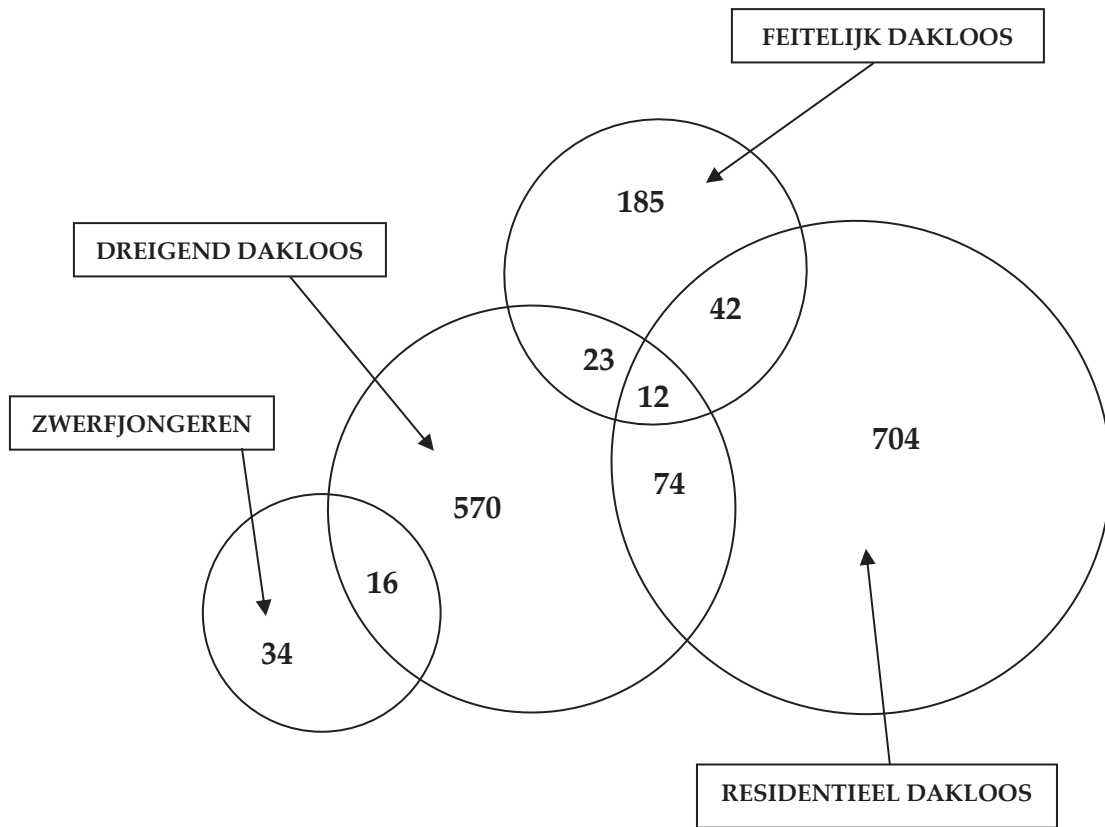 FEITELIJK DAKLOOS
185
DREIGEND DAKLOOS
42
23
12
ZWERFJONGEREN
704
74
570
16
34
RESIDENTIEEL DAKLOOS